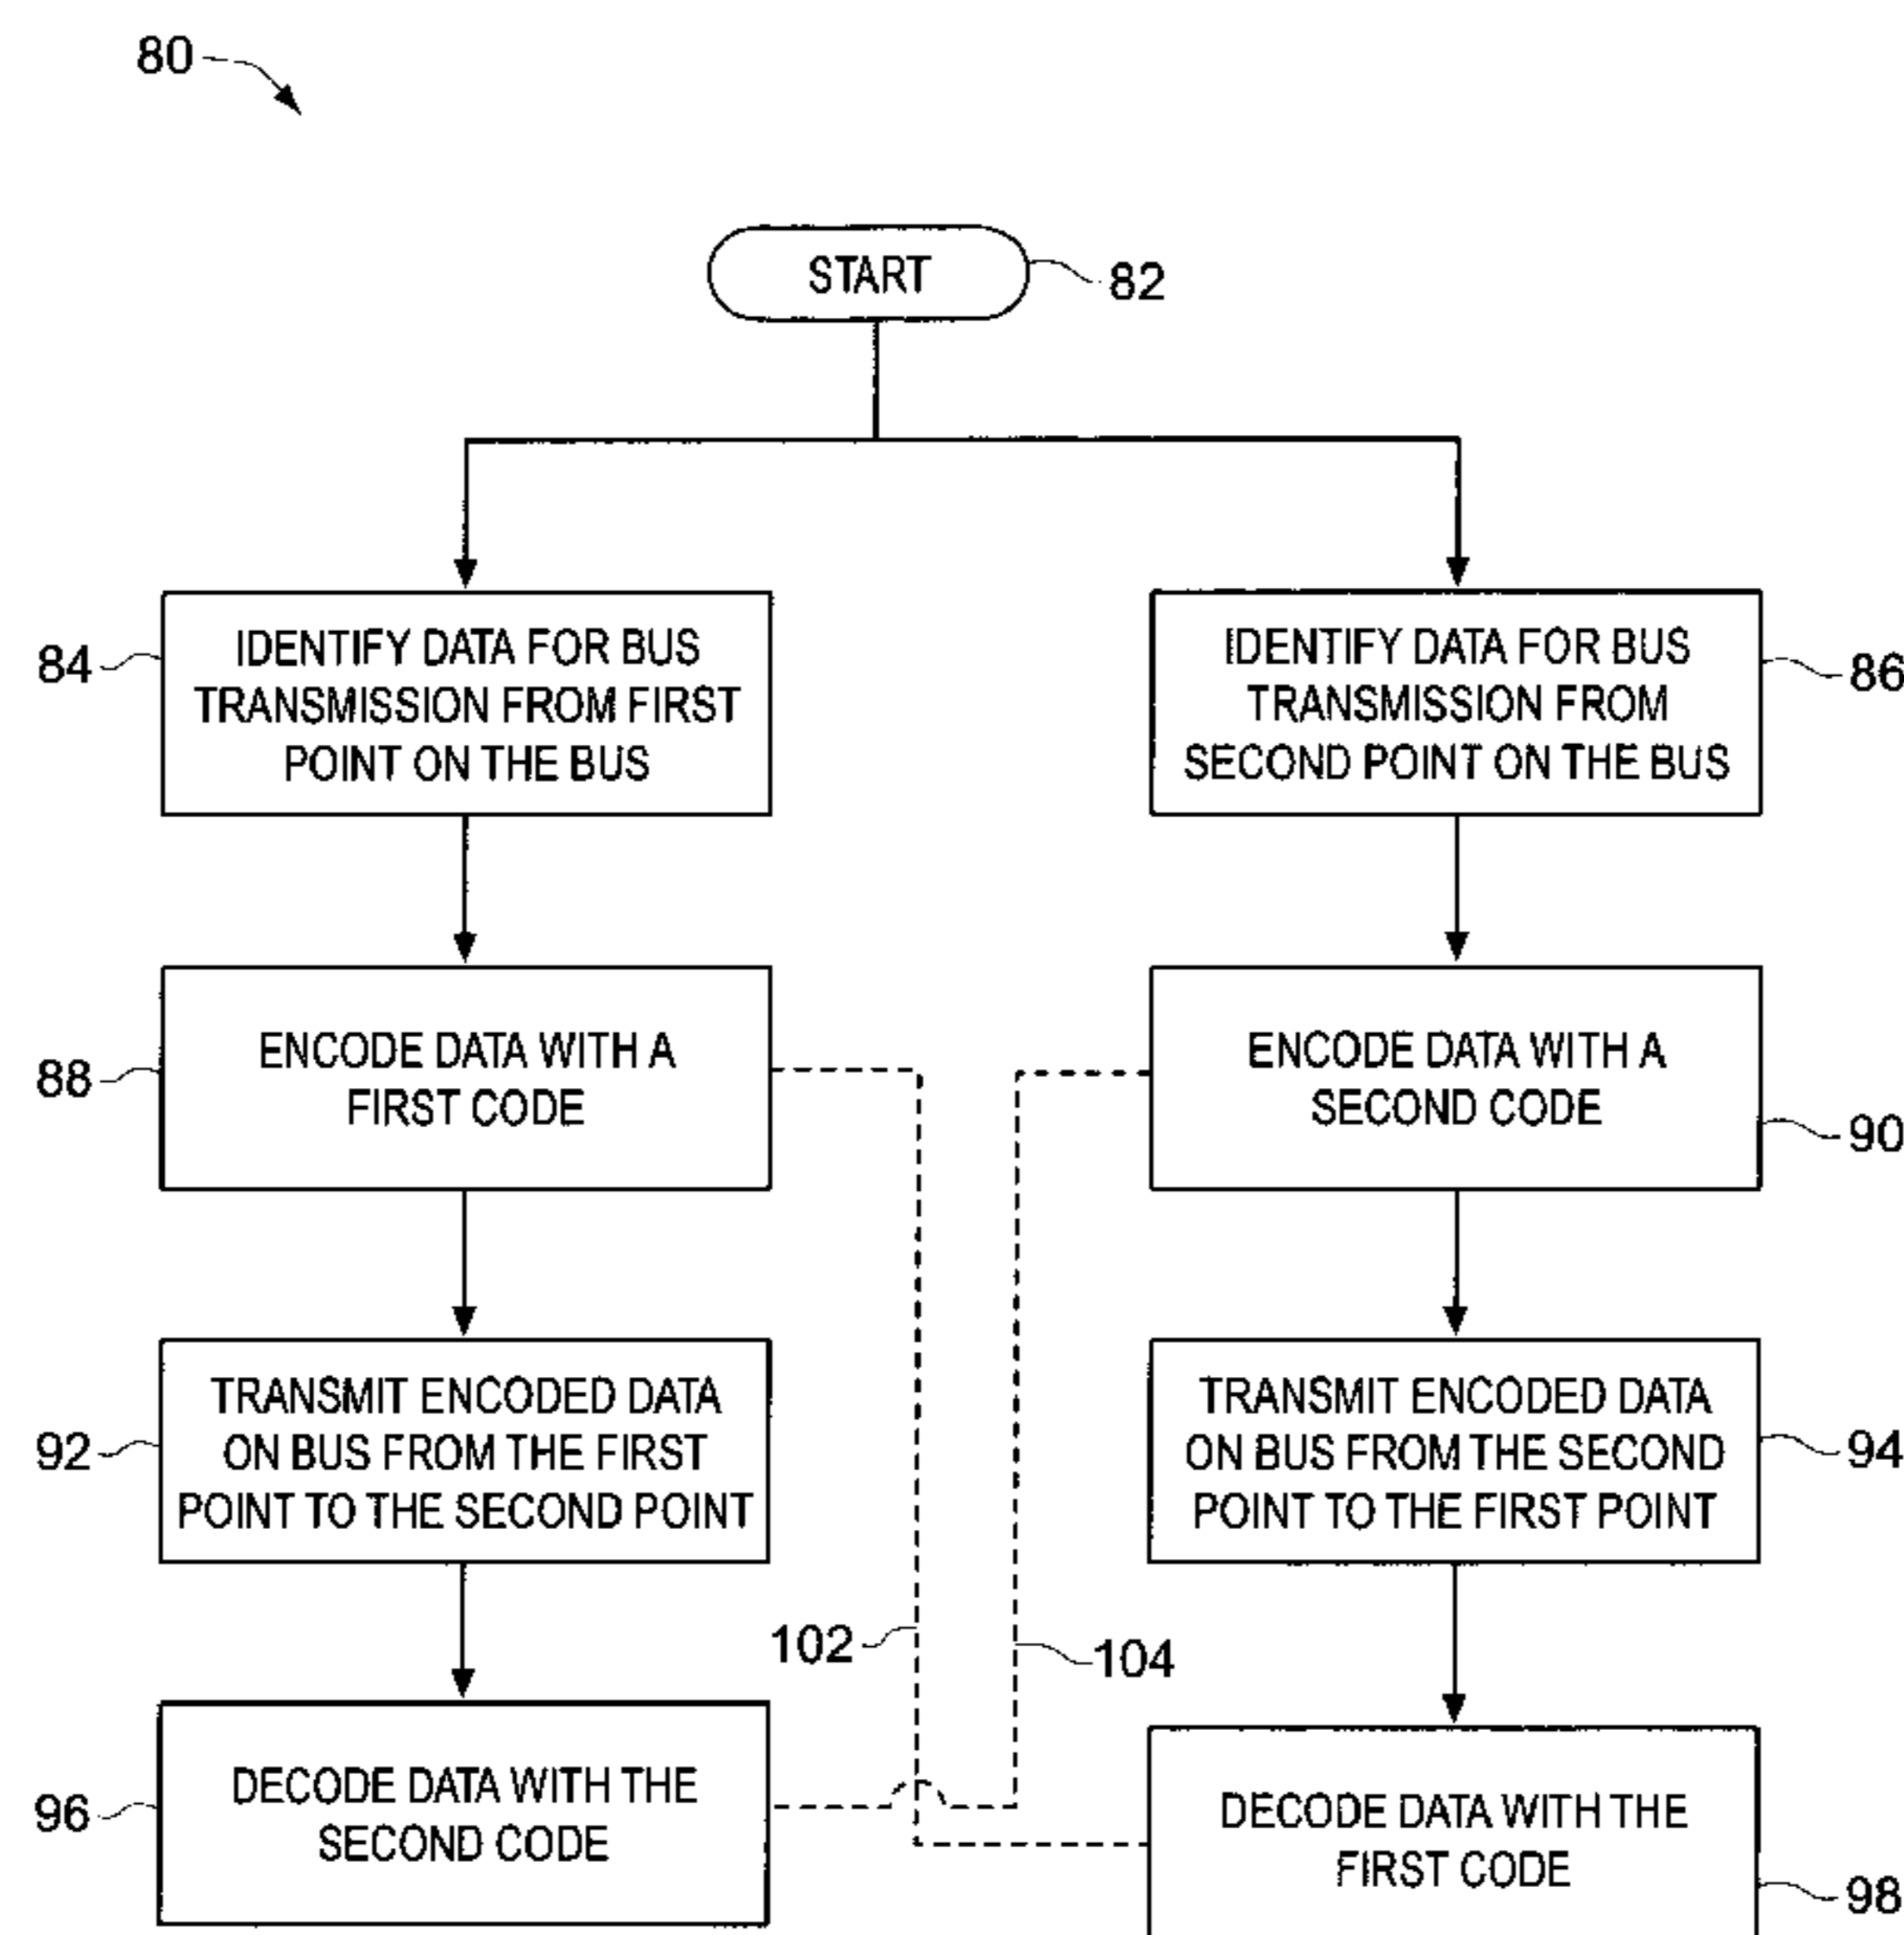 80
START
82
84
IDENTIFY DATA FOR BUS
TRANSMISSION FROM FIRST
POINT ON THE BUS
IDENTIFY DATA FOR BUS
TRANSMISSION FROM
SECOND POINT ON THE BUS
86
88
ENCODE DATA WITH A
FIRST CODE
ENCODE DATA WITH A
SECOND CODE
90
92
TRANSMIT ENCODED DATA
ON BUS FROM THE FIRST
POINT TO THE SECOND POINT
TRANSMIT ENCODED DATA
ON BUS FROM THE SECOND
POINT TO THE FIRST POINT
94
102
104
96
DECODE DATA WITH THE
SECOND CODE
DECODE DATA WITH THE
FIRST CODE
98